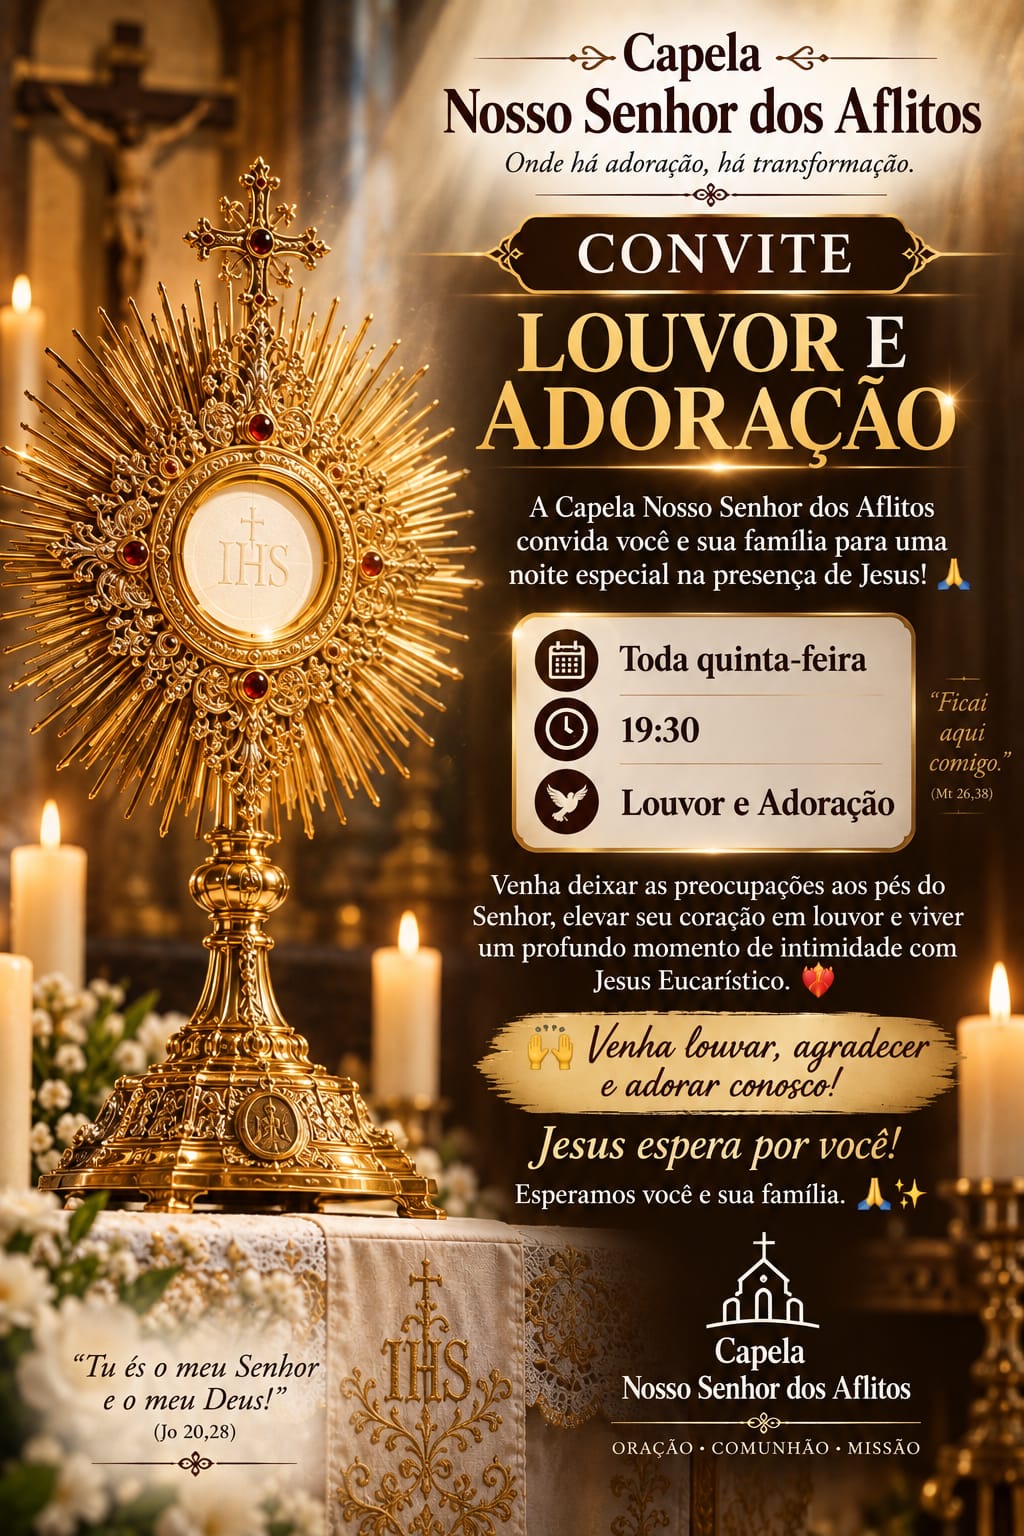 Capela
Nosso Senhor dos Aflitos
Onde há adoração, há transformação.
CONVITE
LOUVOR E
ADORAÇÃO
A Capela Nosso Senhor dos Aflitos
convida você e sua família para uma
noite especial na presença de Jesus! 🙏
Toda quinta-feira
19:30
Louvor e Adoração
“Ficai
aqui
comigo.”
(Mt 26,38)
Venha deixar as preocupações aos pés do
Senhor, elevar seu coração em louvor e viver
um profundo momento de intimidade com
Jesus Eucarístico. ❤️‍🔥
🙌 Venha louvar, agradecer
e adorar conosco!
Jesus espera por você!
Esperamos você e sua família. 🙏✨
IHS
IHS
“Tu és o meu Senhor
e o meu Deus!”
(Jo 20,28)
Capela
Nosso Senhor dos Aflitos
ORAÇÃO • COMUNHÃO • MISSÃO